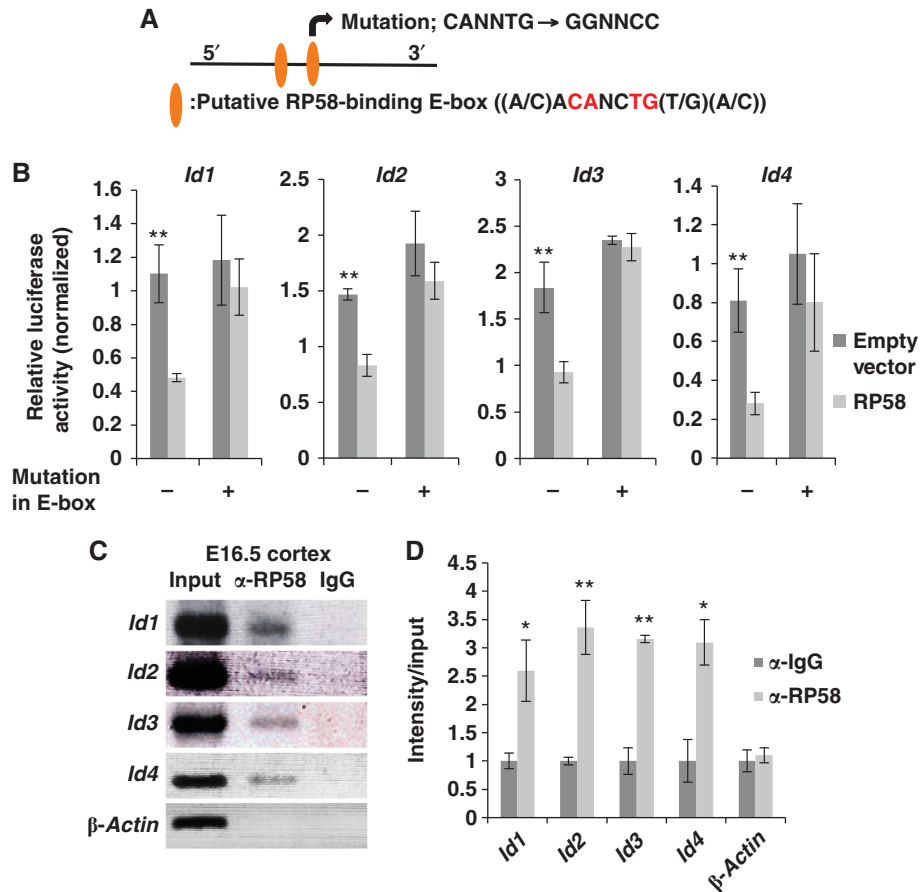 A
Mutation; CANNTG → GGNNCC
5′ 3′
:Putative RP58-binding E-box ((A/C)ACANCTG(T/G)(A/C))
B
Id1 Id2 Id3 Id4
Relative luciferase
activity (normalized)
1.6
1.4
1.2
1
0.8
0.6
0.4
0.2
0
**
2.5
2
1.5
1
0.5
0
**
3
2.5
2
1.5
1
0.5
0
**
1.4
1.2
1
0.8
0.6
0.4
0.2
0
**
Empty
vector
RP58
Mutation
in E-box
– + – + – + – +
C
E16.5 cortex
Input α-RP58 IgG
Id1
Id2
Id3
Id4
β-Actin
D
Intensity/input
4.5
4
3.5
3
2.5
2
1.5
1
0.5
0
* ** ** *
α-IgG
α-RP58
Id1 Id2 Id3 Id4 β-Actin